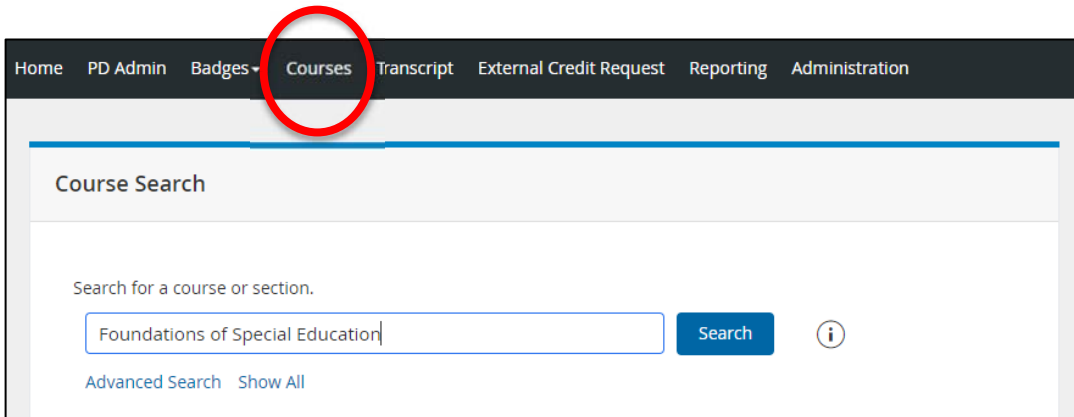 Home PD Admin Badges Courses Transcript External Credit Request Reporting Administration
Course Search
Search for a course or section.
Foundations of Special Education
Search
i
Advanced Search Show All